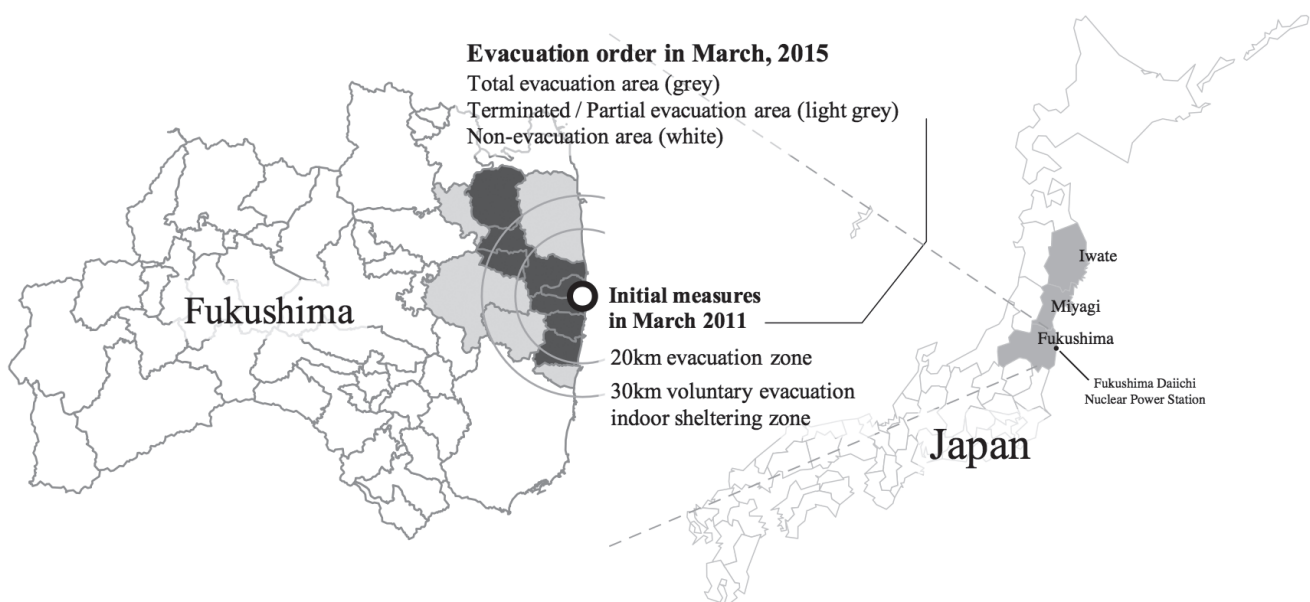 Evacuation order in March, 2015
Total evacuation area (grey)
Terminated / Partial evacuation area (light grey)
Non-evacuation area (white)
Fukushima
Initial measures
in March 2011
20km evacuation zone
30km voluntary evacuation
indoor sheltering zone
Iwate
Miyagi
Fukushima
Fukushima Daiichi
Nuclear Power Station
Japan